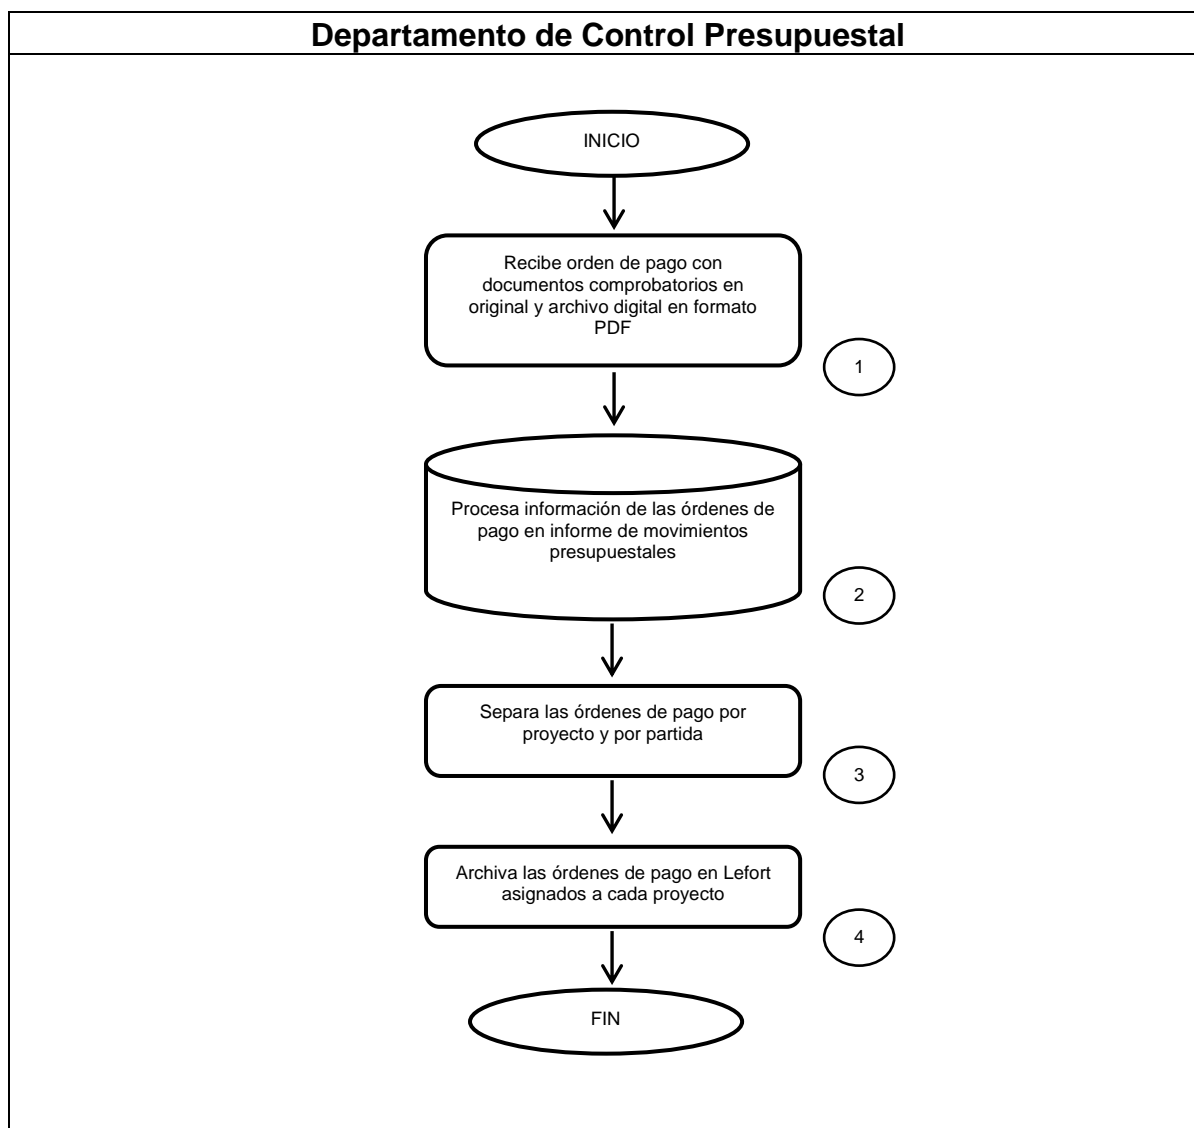 Departamento de Control Presupuestal
INICIO
Recibe orden de pago con
documentos comprobatorios en
original y archivo digital en formato
PDF
1
Procesa información de las órdenes de
pago en informe de movimientos
presupuestales
2
Separa las órdenes de pago por
proyecto y por partida
3
Archiva las órdenes de pago en Lefort
asignados a cada proyecto
4
FIN